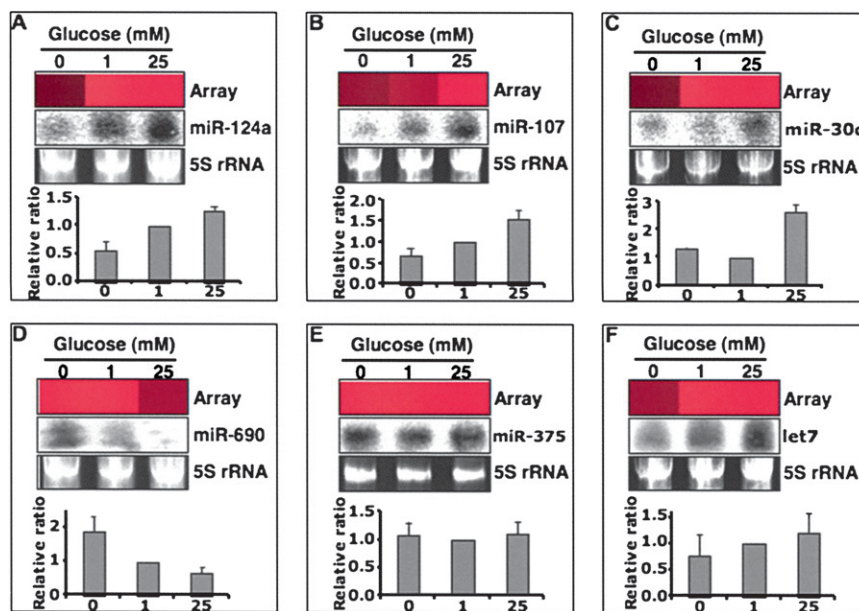 A
Glucose (mM)
0 1 25
Array
miR-124a
5S rRNA
Relative ratio
1.5
1.0
0.5
0.0
0 1 25
B
Glucose (mM)
0 1 25
Array
miR-107
5S rRNA
Relative ratio
2.0
1.5
1.0
0.5
0.0
0 1 25
C
Glucose (mM)
0 1 25
Array
5S rRNA
Relative ratio
3
2
1
0
0 1 25
D
Glucose (mM)
0 1 25
Array
miR-690
5S rRNA
Relative ratio
2
1
0
0 1 25
E
Glucose (mM)
0 1 25
Array
miR-375
5S rRNA
Relative ratio
1.5
1.0
0.5
0.0
0 1 25
F
Glucose (mM)
0 1 25
Array
let7
5S rRNA
Relative ratio
1.5
1.0
0.5
0.0
0 1 25